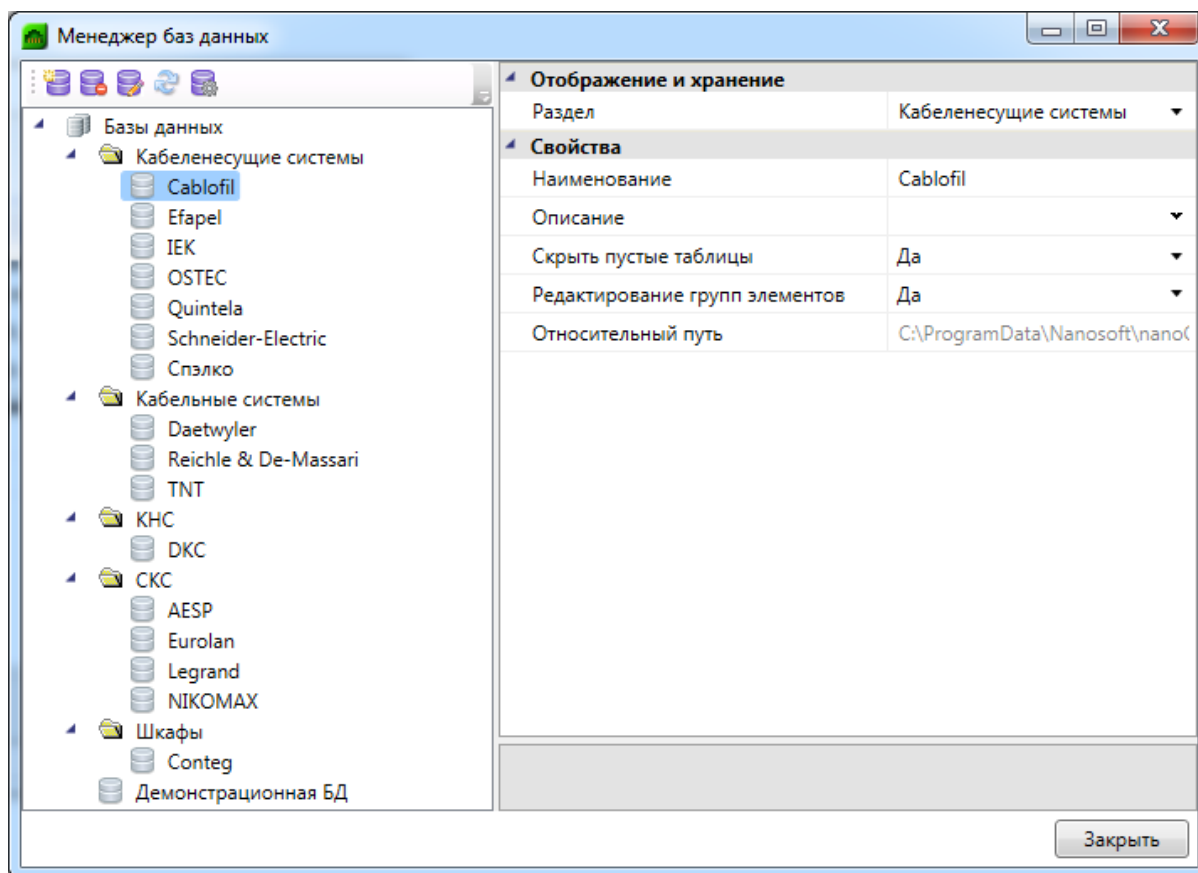 Менеджер баз данных
Базы данных
Кабеленесущие системы
Cablofil
Efapel
IEK
OSTEC
Quintela
Schneider-Electric
Спэлко
Кабельные системы
Daetwyler
Reichle & De-Massari
TNT
КНС
DKC
СКС
AESP
Eurolan
Legrand
NIKOMAX
Шкафы
Conteg
Демонстрационная БД
Отображение и хранение
Раздел Кабеленесущие системы
Свойства
Наименование Cablofil
Описание
Скрыть пустые таблицы Да
Редактирование групп элементов Да
Относительный путь C:\ProgramData\Nanosoft\nano
Закрыть